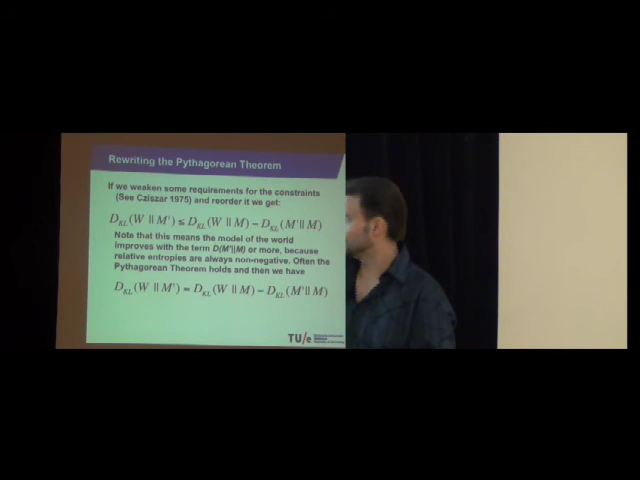 Rewriting the Pythagorean Theorem
If we weaken some requirements for the constraints
(See Cziszar 1975) and reorder it we get:
D_KL(W || M') ≤ D_KL(W || M) − D_KL(M' || M)
Note that this means the model of the world
improves with the term D(M'||M) or more, because
relative entropies are always non-negative. Often the
Pythagorean Theorem holds and then we have
D_KL(W || M') = D_KL(W || M) − D_KL(M' || M)
TU/e